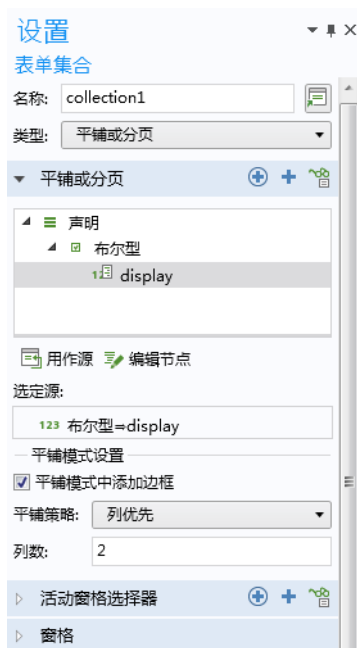 设置
表单集合
名称: collection1
类型: 平铺或分页
平铺或分页
声明
布尔型
display
用作源 编辑节点
选定源:
123 布尔型⇒display
平铺模式设置
平铺模式中添加边框
平铺策略: 列优先
列数: 2
活动窗格选择器
窗格